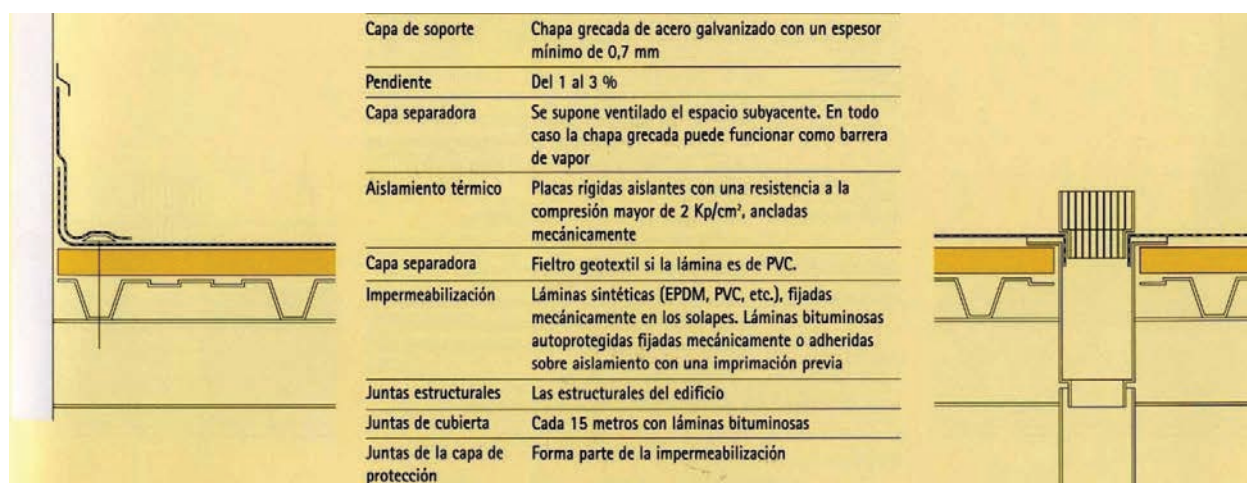 Capa de soporte Chapa grecada de acero galvanizado con un espesor
mínimo de 0,7 mm
Pendiente Del 1 al 3 %
Capa separadora Se supone ventilado el espacio subyacente. En todo
caso la chapa grecada puede funcionar como barrera
de vapor
Aislamiento térmico Placas rígidas aislantes con una resistencia a la
compresión mayor de 2 Kp/cm², ancladas
mecánicamente
Capa separadora Fieltro geotextil si la lámina es de PVC.
Impermeabilización Láminas sintéticas (EPDM, PVC, etc.), fijadas
mecánicamente en los solapes. Láminas bituminosas
autoprotegidas fijadas mecánicamente o adheridas
sobre aislamiento con una imprimación previa
Juntas estructurales Las estructurales del edificio
Juntas de cubierta Cada 15 metros con láminas bituminosas
Juntas de la capa de Forma parte de la impermeabilización
protección